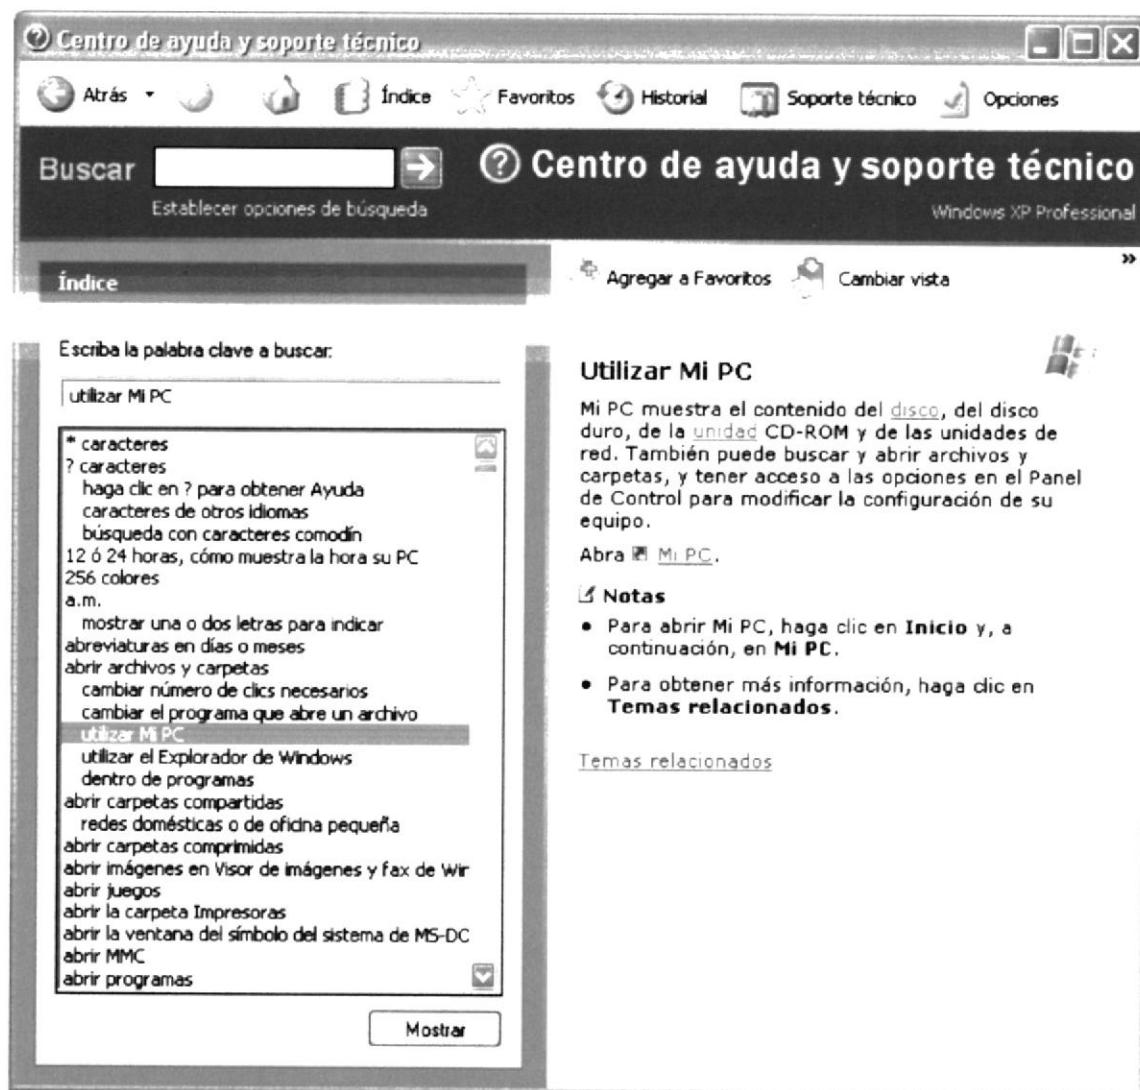 Centro de ayuda y soporte técnico
Atrás Índice Favoritos Historial Soporte técnico Opciones
Buscar
Establecer opciones de búsqueda
Centro de ayuda y soporte técnico
Windows XP Professional
Índice
Escriba la palabra clave a buscar:
utilizar Mi PC
* caracteres
? caracteres
haga clic en ? para obtener Ayuda
caracteres de otros idiomas
búsqueda con caracteres comodín
12 ó 24 horas, cómo muestra la hora su PC
256 colores
a.m.
mostrar una o dos letras para indicar
abreviaturas en días o meses
abrir archivos y carpetas
cambiar número de clics necesarios
cambiar el programa que abre un archivo
utilizar Mi PC
utilizar el Explorador de Windows
dentro de programas
abrir carpetas compartidas
redes domésticas o de oficina pequeña
abrir carpetas comprimidas
abrir imágenes en Visor de imágenes y fax de Wir
abrir juegos
abrir la carpeta Impresoras
abrir la ventana del símbolo del sistema de MS-DC
abrir MMC
abrir programas
Mostrar
Agregar a Favoritos Cambiar vista »
Utilizar Mi PC
Mi PC muestra el contenido del disco, del disco
duro, de la unidad CD-ROM y de las unidades de
red. También puede buscar y abrir archivos y
carpetas, y tener acceso a las opciones en el Panel
de Control para modificar la configuración de su
equipo.
Abra Mi PC.
Notas
• Para abrir Mi PC, haga clic en Inicio y, a
continuación, en Mi PC.
• Para obtener más información, haga clic en
Temas relacionados.
Temas relacionados